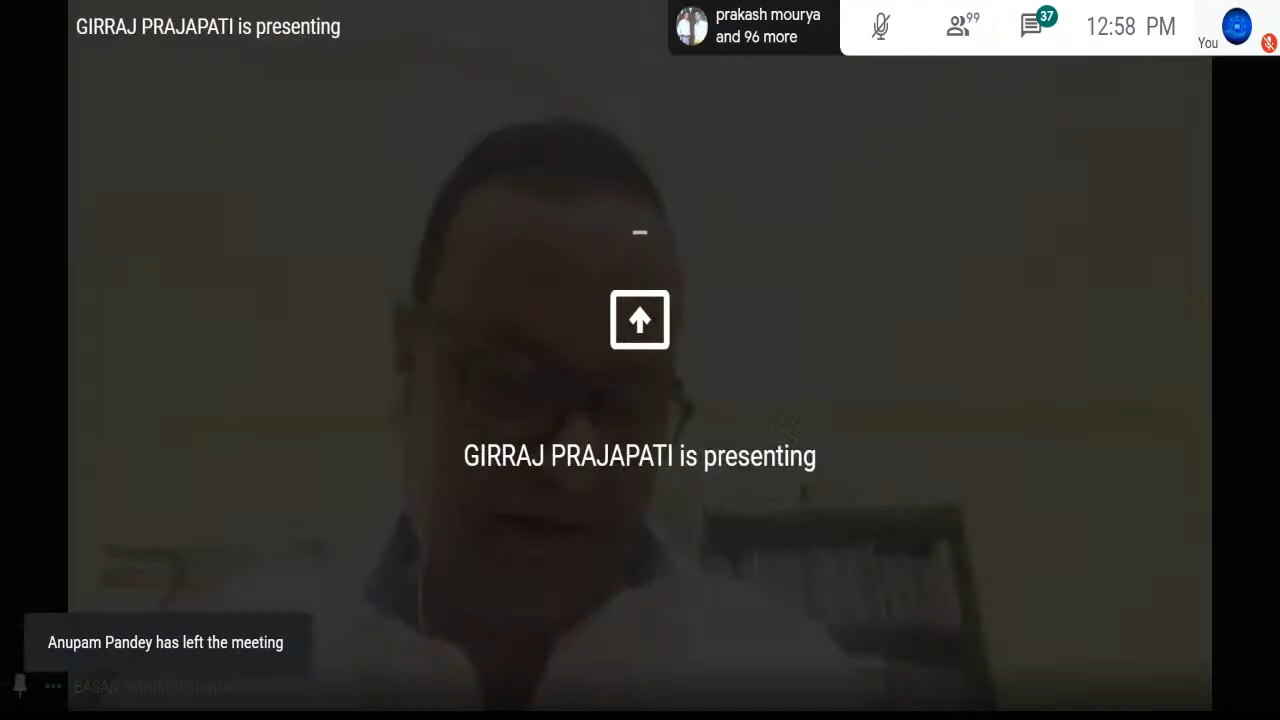 GIRRAJ PRAJAPATI is presenting
prakash mourya
and 96 more
99
37
12:58 PM
You
GIRRAJ PRAJAPATI is presenting
Anupam Pandey has left the meeting